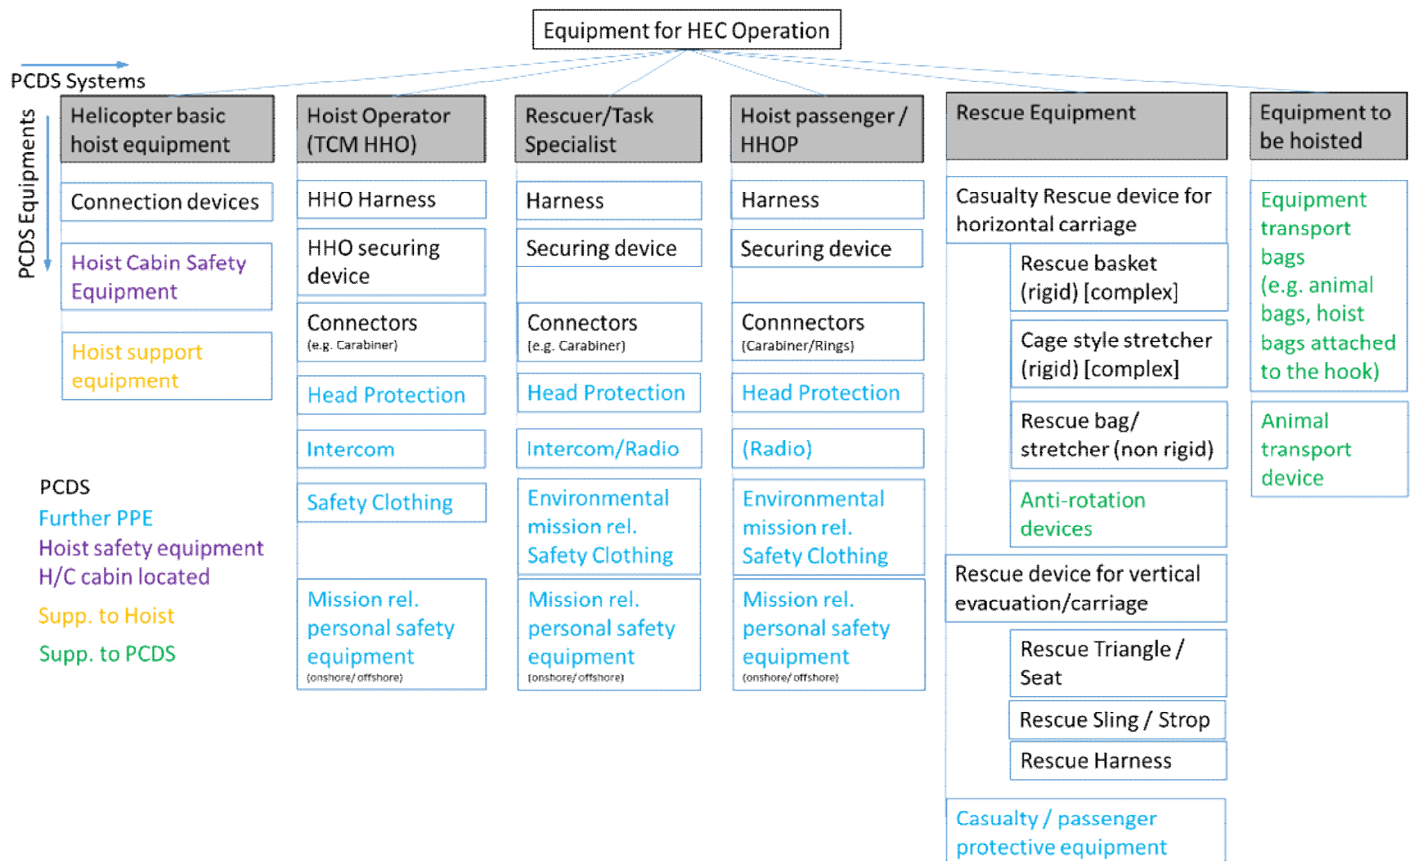 Equipment for HEC Operation
PCDS Systems
PCDS Equipments
Helicopter basic
hoist equipment
Connection devices
Hoist Cabin Safety
Equipment
Hoist support
equipment
PCDS
Further PPE
Hoist safety equipment
H/C cabin located
Supp. to Hoist
Supp. to PCDS
Hoist Operator
(TCM HHO)
HHO Harness
HHO securing
device
Connectors
(e.g. Carabiner)
Head Protection
Intercom
Safety Clothing
Mission rel.
personal safety
equipment
(onshore/ offshore)
Rescuer/Task
Specialist
Harness
Securing device
Connectors
(e.g. Carabiner)
Head Protection
Intercom/Radio
Environmental
mission rel.
Safety Clothing
Mission rel.
personal safety
equipment
(onshore/ offshore)
Hoist passenger /
HHOP
Harness
Securing device
Connnectors
(Carabiner/Rings)
Head Protection
(Radio)
Environmental
mission rel.
Safety Clothing
Mission rel.
personal safety
equipment
(onshore/ offshore)
Rescue Equipment
Casualty Rescue device for
horizontal carriage
Rescue basket
(rigid) [complex]
Cage style stretcher
(rigid) [complex]
Rescue bag/
stretcher (non rigid)
Anti-rotation
devices
Rescue device for vertical
evacuation/carriage
Rescue Triangle /
Seat
Rescue Sling / Strop
Rescue Harness
Casualty / passenger
protective equipment
Equipment to
be hoisted
Equipment
transport
bags
(e.g. animal
bags, hoist
bags attached
to the hook)
Animal
transport
device